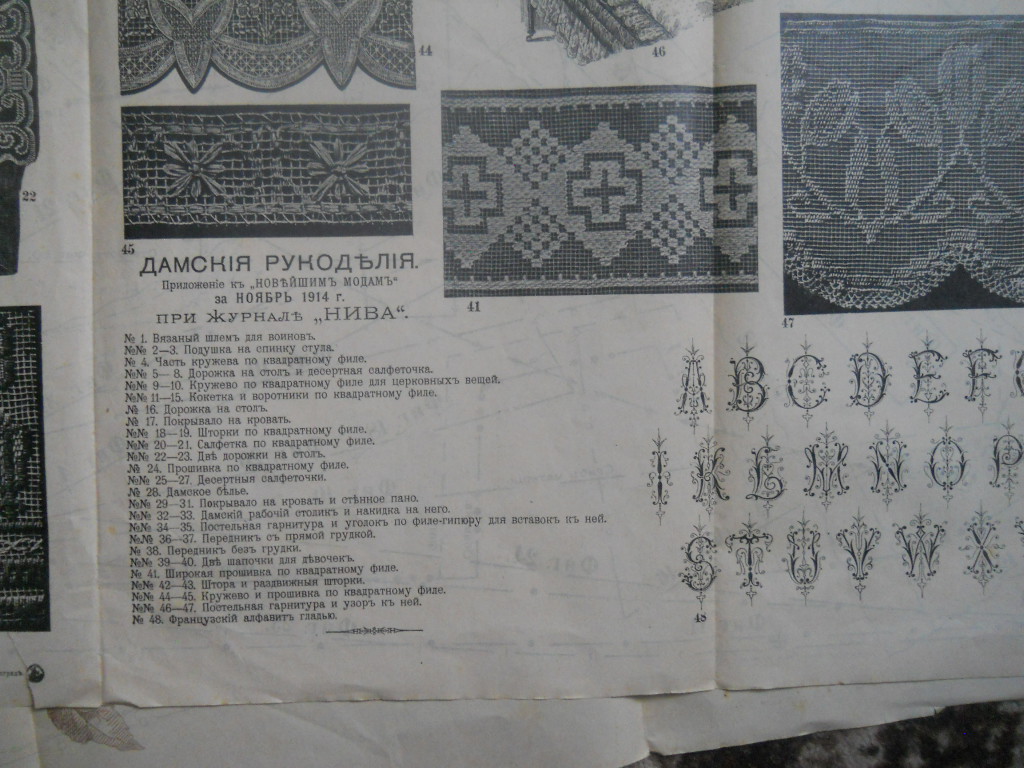 44
46
22
45
41
47
ДАМСКІЯ РУКОДѢЛІЯ.
Приложеніе къ „НОВѢЙШИМЪ МОДАМЪ“
за НОЯБРЬ 1914 г.
ПРИ ЖУРНАЛѢ „НИВА“.
№ 1. Вязаный шлемъ для воиновъ.
№№ 2—3. Подушка на спинку стула.
№ 4. Часть кружева по квадратному филе.
№№ 5—8. Дорожка на столъ и десертная салфеточка.
№№ 9—10. Кружево по квадратному филе для церковныхъ вещей.
№№ 11—15. Кокетка и воротники по квадратному филе.
№ 16. Дорожка на столъ.
№ 17. Покрывало на кровать.
№№ 18—19. Шторки по квадратному филе.
№№ 20—21. Салфетка по квадратному филе.
№№ 22—23. Двѣ дорожки на столъ.
№ 24. Прошивка по квадратному филе.
№№ 25—27. Десертныя салфеточки.
№ 28. Дамское бѣлье.
№№ 29—31. Покрывало на кровати и стѣнное пано.
№№ 32—33. Дамскій рабочій столикъ и накидка на него.
№№ 34—35. Постельная гарнитура и уголокъ по филе-гипюру для вставокъ къ ней.
№№ 36—37. Передникъ съ прямой грудкой.
№ 38. Передникъ безъ грудки.
№№ 39—40. Двѣ шапочки для дѣвочекъ.
№ 41. Широкая прошивка по квадратному филе.
№№ 42—43. Штора и раздвижныя шторки.
№№ 44—45. Кружево и прошивка по квадратному филе.
№№ 46—47. Постельная гарнитура и узоръ къ ней.
№ 48. Французскій алфавитъ гладью.
A B C D E F G
I K L M N O P
S T U V W X
48